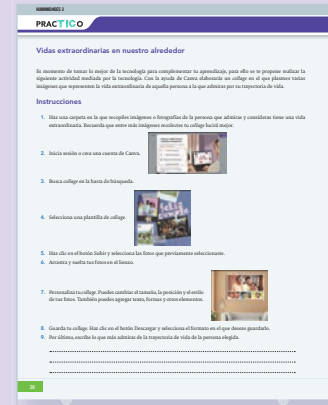 HUMANIDADES 3
PRACTICO
Vidas extraordinarias en nuestro alrededor
Es momento de tomar lo mejor de la tecnología para complementar tu aprendizaje, para ello se te propone realizar la
siguiente actividad mediada por la tecnología. Con la ayuda de Canva elaborarás un collage en el que plasmes varias
imágenes que representen la vida extraordinaria de aquella persona a la que admiras por su trayectoria de vida.
Instrucciones
1. Haz una carpeta en la que recopiles imágenes o fotografías de la persona que admiras y consideras tiene una vida
extraordinaria. Recuerda que entre más imágenes recolectes tu collage lucirá mejor.
2. Inicia sesión o crea una cuenta de Canva.
3. Busca collage en la barra de búsqueda.
4. Selecciona una plantilla de collage.
5. Haz clic en el botón Subir y selecciona las fotos que previamente seleccionaste.
6. Arrastra y suelta tus fotos en el lienzo.
7. Personaliza tu collage. Puedes cambiar el tamaño, la posición y el estilo
de tus fotos. También puedes agregar texto, formas y otros elementos.
8. Guarda tu collage. Haz clic en el botón Descargar y selecciona el formato en el que deseas guardarlo.
9. Por último, escribe lo que más admiras de la trayectoria de vida de la persona elegida.